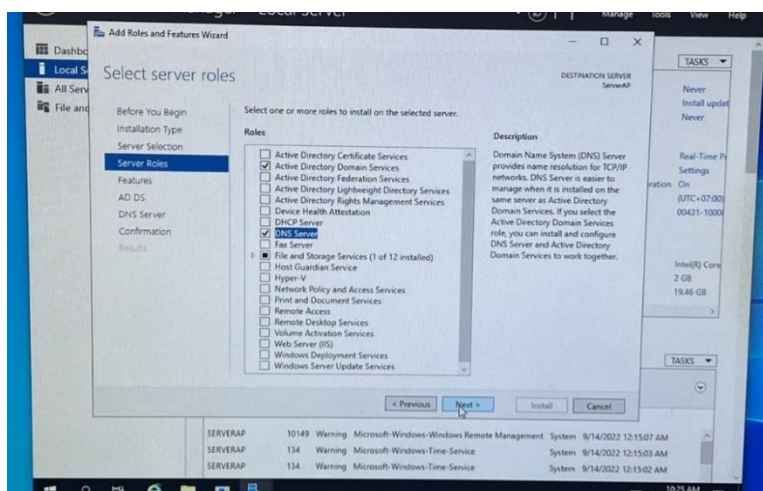 Local Server
Manage Tools View Help
Add Roles and Features Wizard
Select server roles
DESTINATION SERVER
ServerAP
Before You Begin
Installation Type
Server Selection
Server Roles
Features
AD DS
DNS Server
Confirmation
Results
Select one or more roles to install on the selected server.
Roles
Active Directory Certificate Services
Active Directory Domain Services
Active Directory Federation Services
Active Directory Lightweight Directory Services
Active Directory Rights Management Services
Device Health Attestation
DHCP Server
DNS Server
Fax Server
File and Storage Services (1 of 12 installed)
Host Guardian Service
Hyper-V
Network Policy and Access Services
Print and Document Services
Remote Access
Remote Desktop Services
Volume Activation Services
Web Server (IIS)
Windows Deployment Services
Windows Server Update Services
Description
Domain Name System (DNS) Server
provides name resolution for TCP/IP
networks. DNS Server is easier to
manage when it is installed on the
same server as Active Directory
Domain Services. If you select the
Active Directory Domain Services
role, you can install and configure
DNS Server and Active Directory
Domain Services to work together.
< Previous Next > Install Cancel
Dashbo
Local S
All Serv
File and
TASKS
Never
Install updat
Never
Real-Time Pr
Settings
On
(UTC+07:00)
00431-1000
Intel(R) Core
2 GB
19.46 GB
TASKS
SERVERAP 10149 Warning Microsoft-Windows-Windows Remote Management System 9/14/2022 12:15:07 AM
SERVERAP 134 Warning Microsoft-Windows-Time-Service System 9/14/2022 12:15:03 AM
SERVERAP 134 Warning Microsoft-Windows-Time-Service System 9/14/2022 12:15:02 AM
10:25 AM